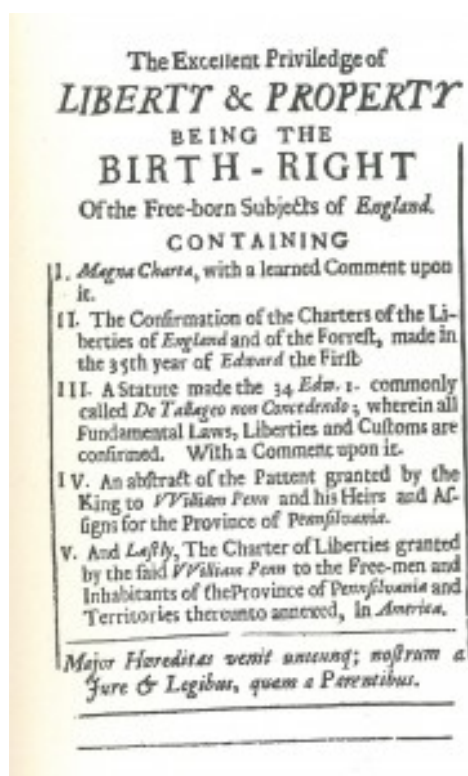 The Excellent Priviledge of
LIBERTY & PROPERTY
BEING THE
BIRTH-RIGHT
Of the Free-born Subjects of England.
CONTAINING
I. Magna Charta, with a learned Comment upon
it.
II. The Confirmation of the Charters of the Li-
berties of England and of the Forreſt, made in
the 35th year of Edward the Firſt.
III. A Statute made the 34 Edw. 1. commonly
called De Tallageo non Concedendo; wherein all
Fundamental Laws, Liberties and Cuſtoms are
confirmed. With a Comment upon it.
IV. An abſtract of the Pattent granted by the
King to VVilliam Penn and his Heirs and Aſ-
ſigns for the Province of Pennſilvania.
V. And Laſtly, The Charter of Liberties granted
by the ſaid VVilliam Penn to the Free-men and
Inhabitants of the Province of Pennſilvania and
Territories thereunto annexed, in America.
Major Hæreditas venit unicunq; noſtrum a
Jure & Legibus, quam a Parentibus.